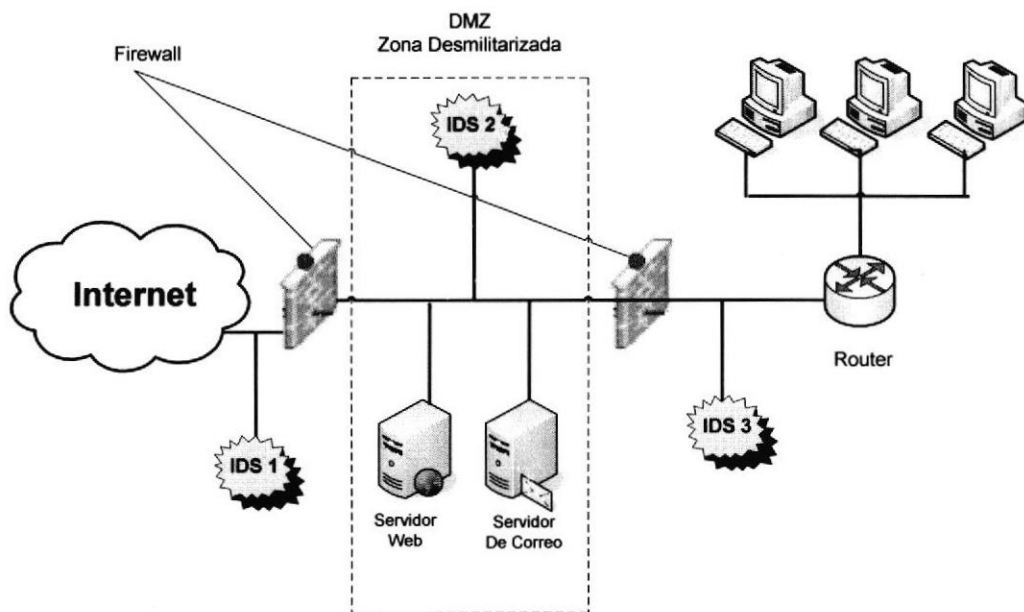 DMZ
Zona Desmilitarizada
Firewall
IDS 2
Internet
Router
IDS 1
IDS 3
Servidor
Web
Servidor
De Correo